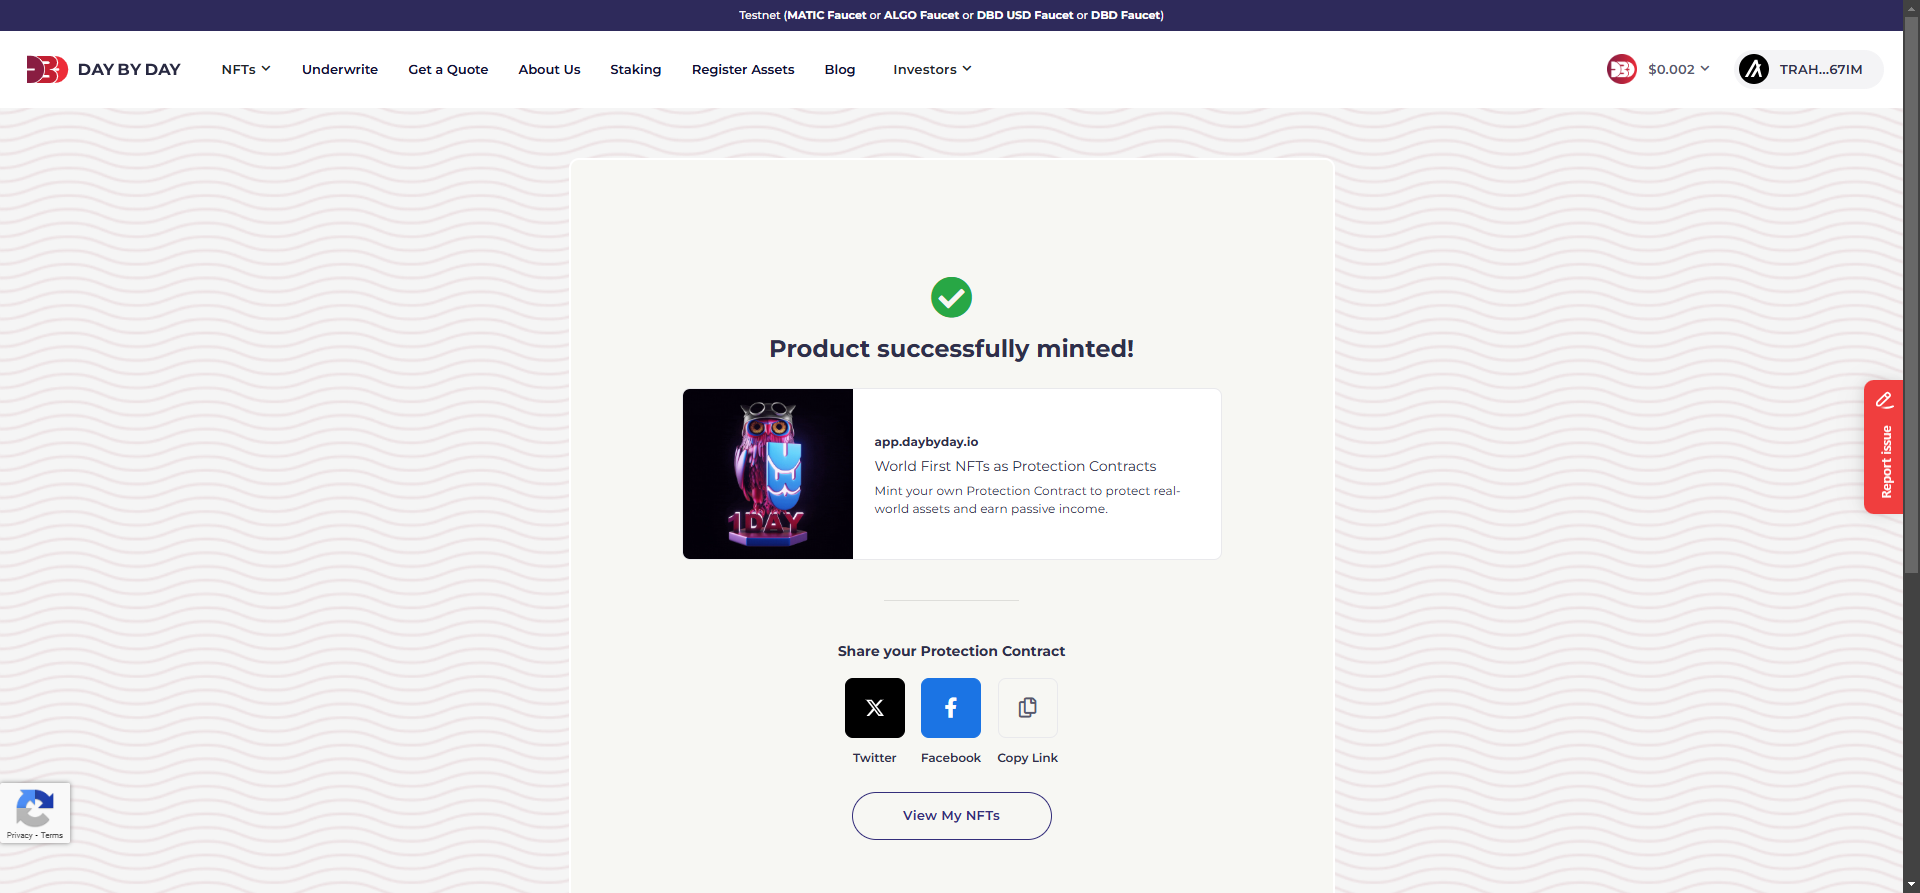 Testnet (MATIC Faucet or ALGO Faucet or DBD USD Faucet or DBD Faucet)
DAY BY DAY
NFTs
Underwrite
Get a Quote
About Us
Staking
Register Assets
Blog
Investors
$0.002
TRAH...67IM
Product successfully minted!
1DAY
app.daybyday.io
World First NFTs as Protection Contracts
Mint your own Protection Contract to protect real-
world assets and earn passive income.
Report issue
Share your Protection Contract
Twitter
Facebook
Copy Link
View My NFTs
Privacy - Terms